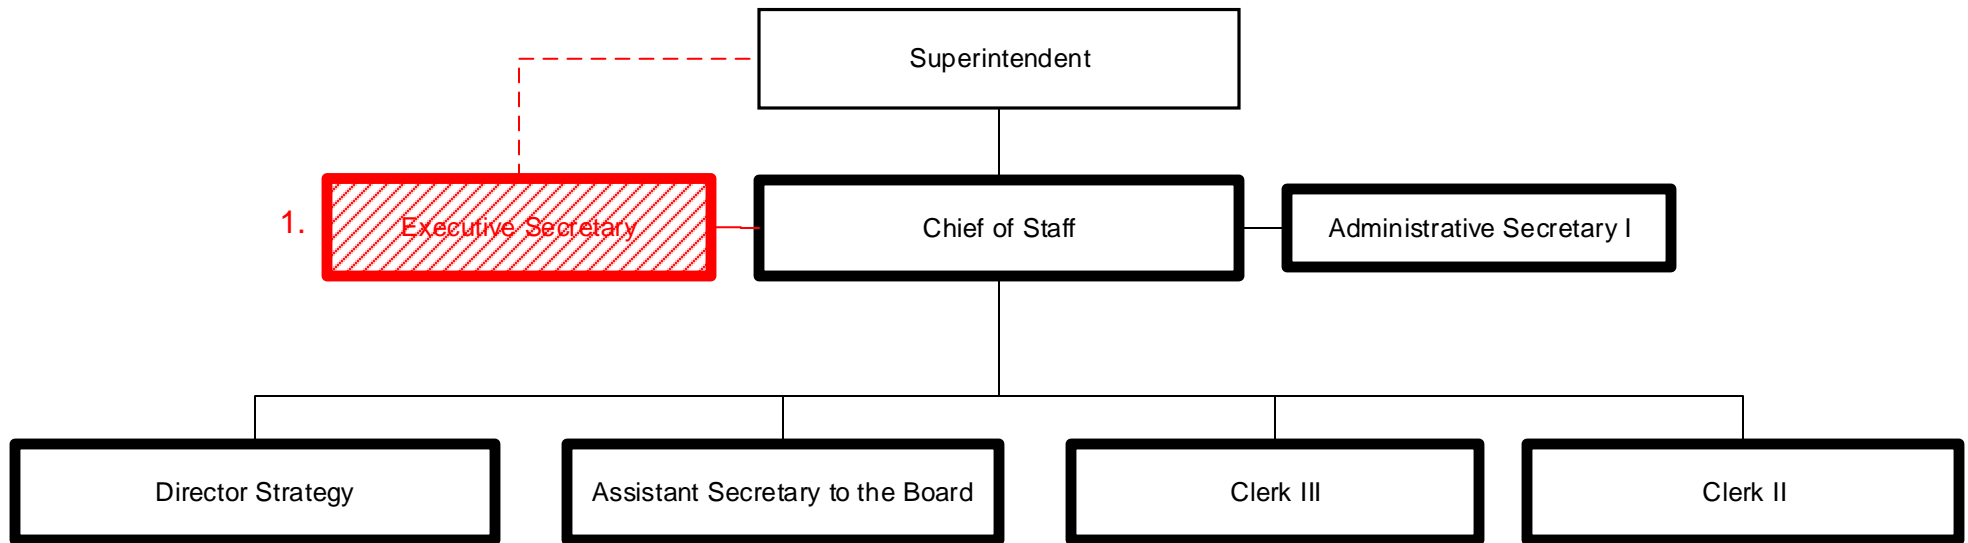 Superintendent
1.
Executive Secretary
Chief of Staff
Administrative Secretary I
Director Strategy
Assistant Secretary to the Board
Clerk III
Clerk II